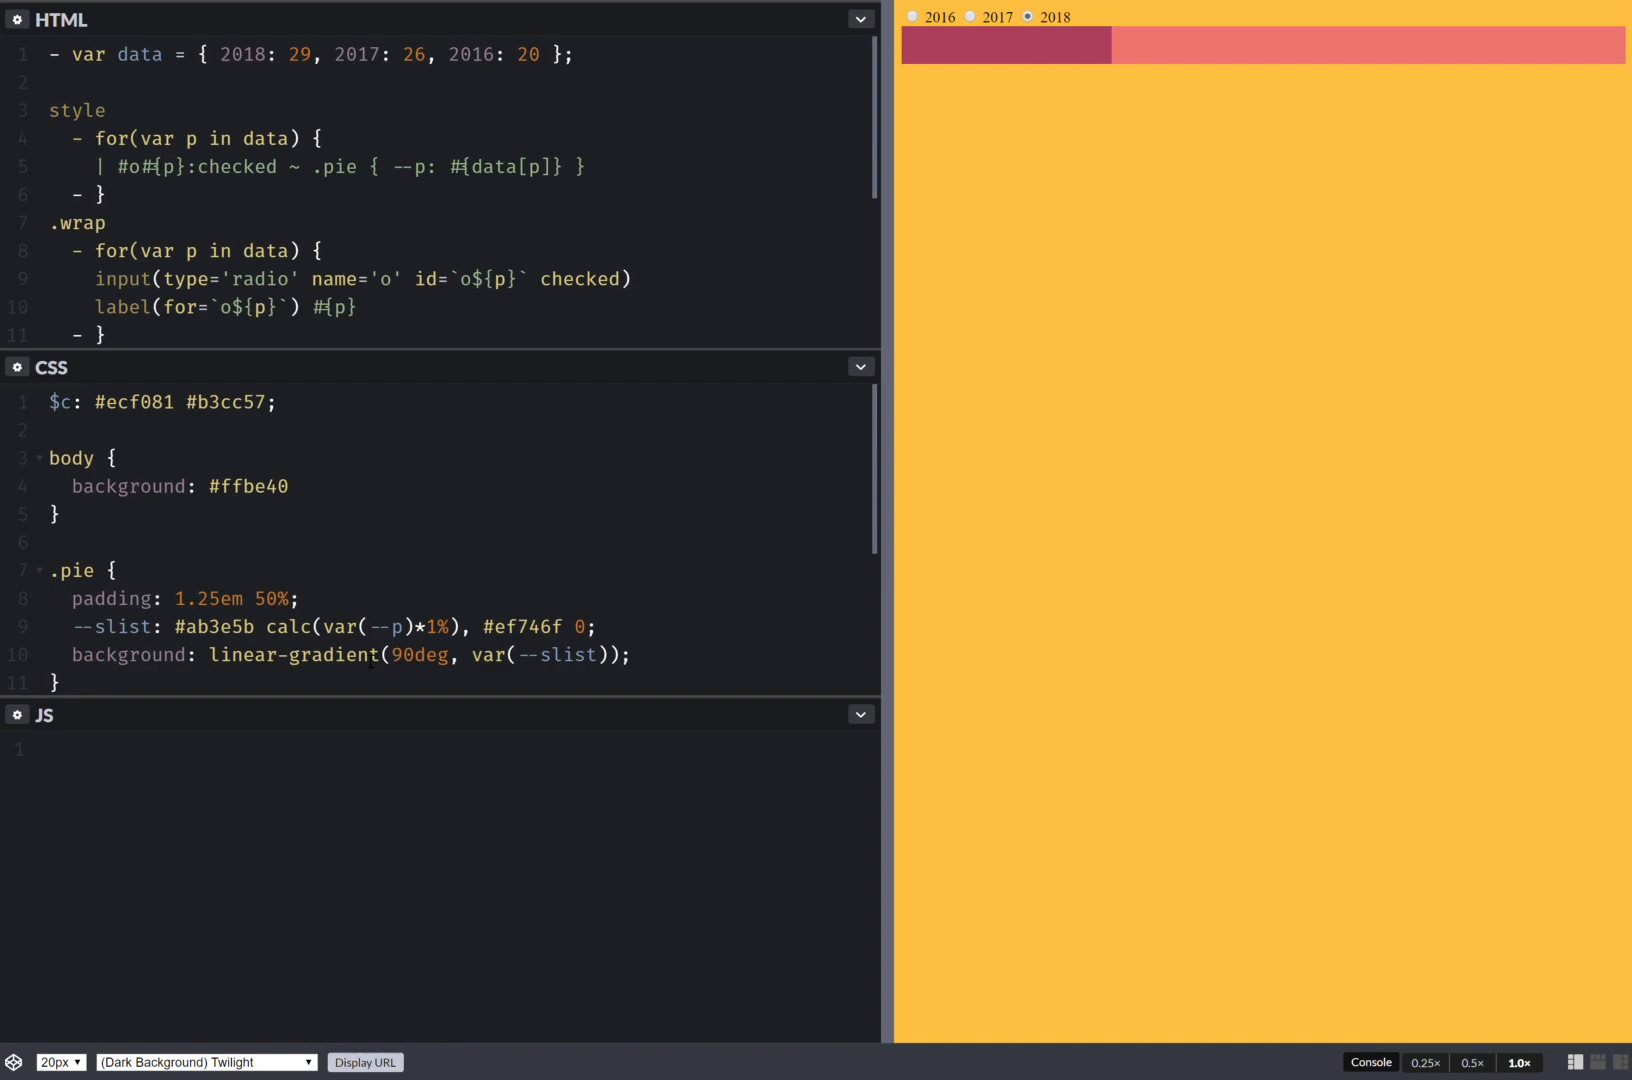 HTML
1 - var data = { 2018: 29, 2017: 26, 2016: 20 };
2
3 style
4 - for(var p in data) {
5 | #o#{p}:checked ~ .pie { --p: #{data[p]} }
6 - }
7 .wrap
8 - for(var p in data) {
9 input(type='radio' name='o' id=`o${p}` checked)
10 label(for=`o${p}`) #{p}
11 - }
CSS
1 $c: #ecf081 #b3cc57;
2
3 body {
4 background: #ffbe40
5 }
6
7 .pie {
8 padding: 1.25em 50%;
9 --slist: #ab3e5b calc(var(--p)*1%), #ef746f 0;
10 background: linear-gradient(90deg, var(--slist));
11 }
JS
1
2016 2017 2018
20px (Dark Background) Twilight Display URL
Console 0.25× 0.5× 1.0×